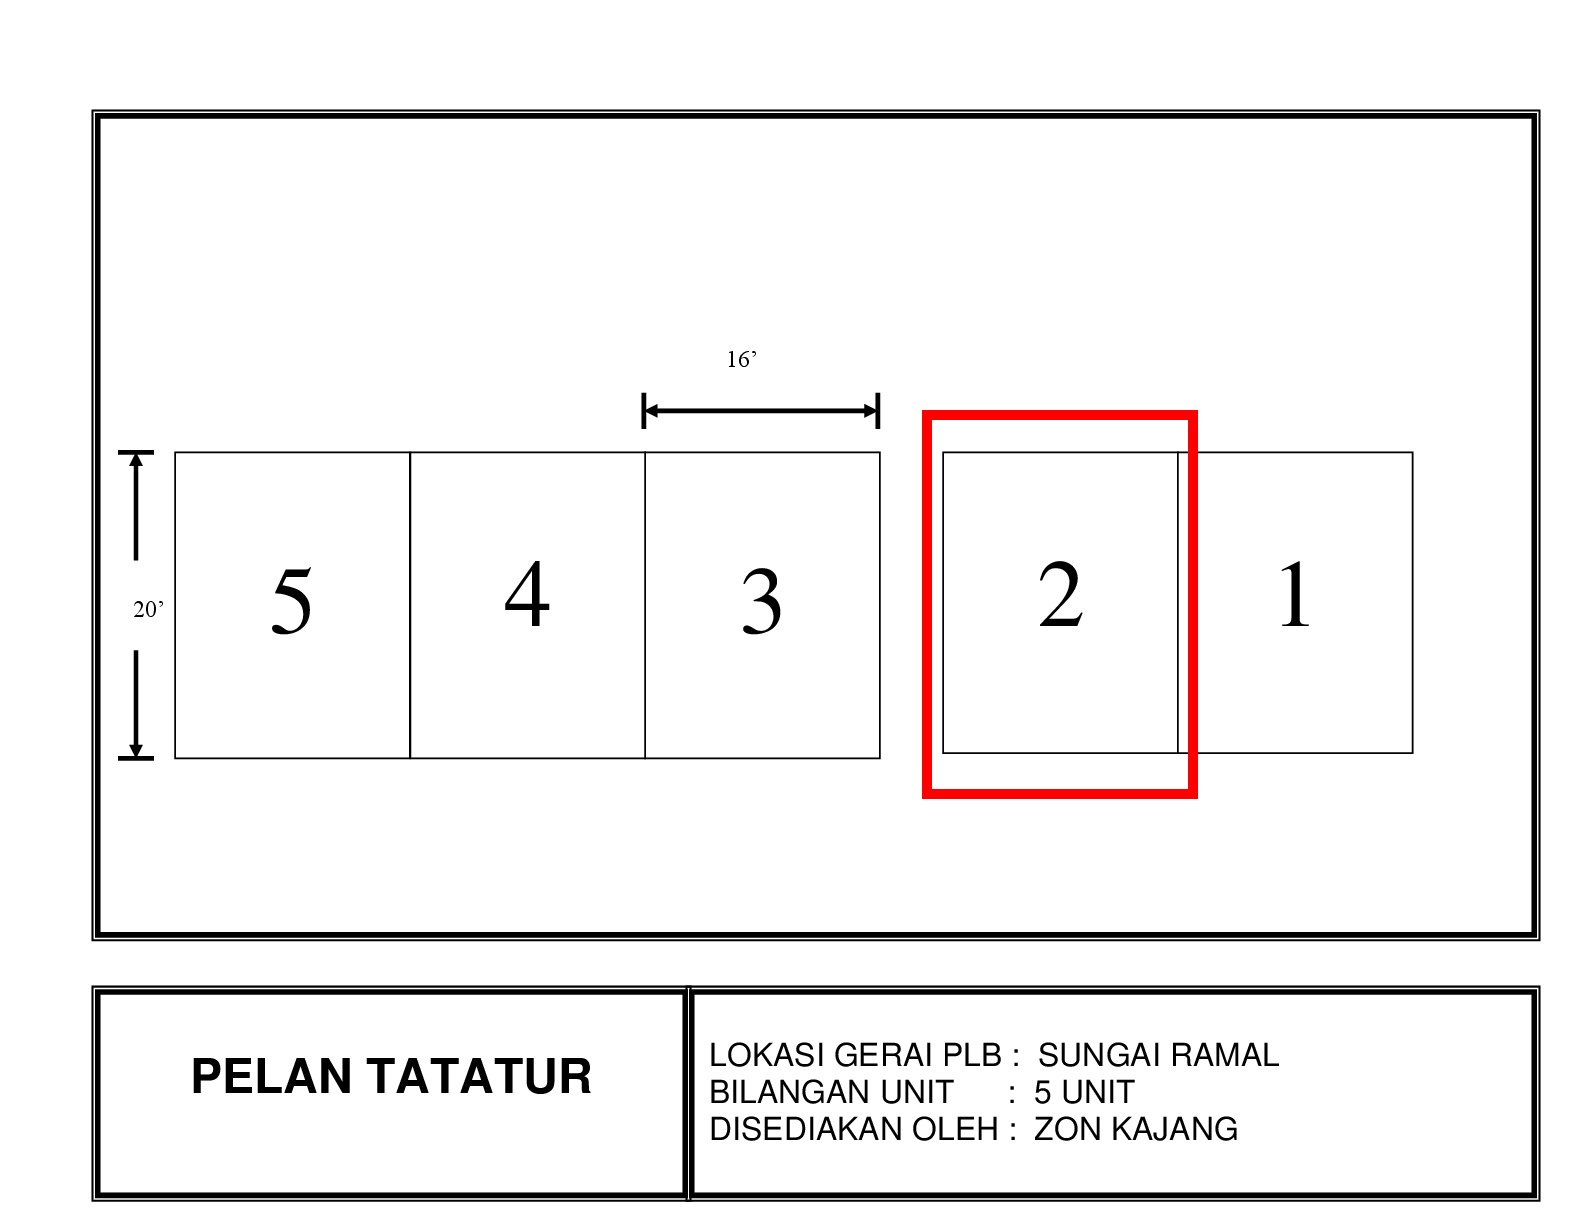 16’
5 4 3 2 1
20’
PELAN TATATUR
LOKASI GERAI PLB : SUNGAI RAMAL
BILANGAN UNIT : 5 UNIT
DISEDIAKAN OLEH : ZON KAJANG